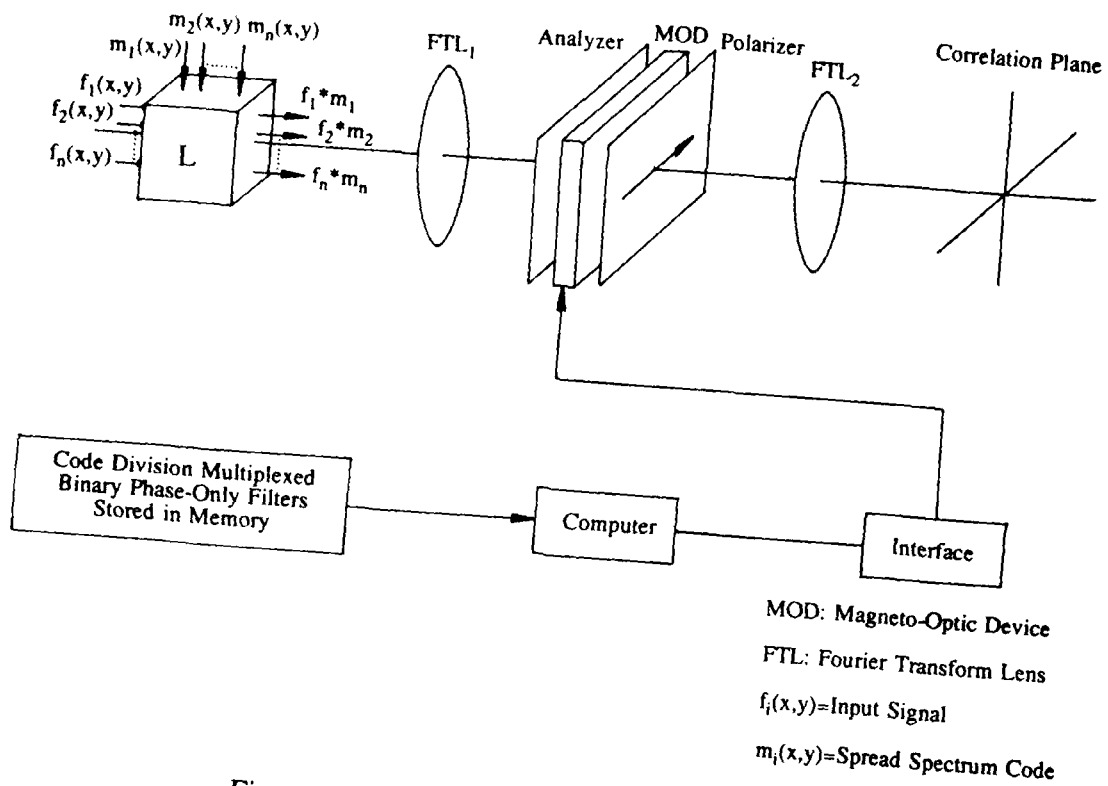 m₂(x,y) mₙ(x,y)
m₁(x,y)
f₁(x,y)
f₂(x,y)
fₙ(x,y)
L
f₁*m₁
f₂*m₂
fₙ*mₙ
FTL₁
Analyzer
MOD
Polarizer
FTL₂
Correlation Plane
Code Division Multiplexed
Binary Phase-Only Filters
Stored in Memory
Computer
Interface
MOD: Magneto-Optic Device
FTL: Fourier Transform Lens
fᵢ(x,y)=Input Signal
mᵢ(x,y)=Spread Spectrum Code